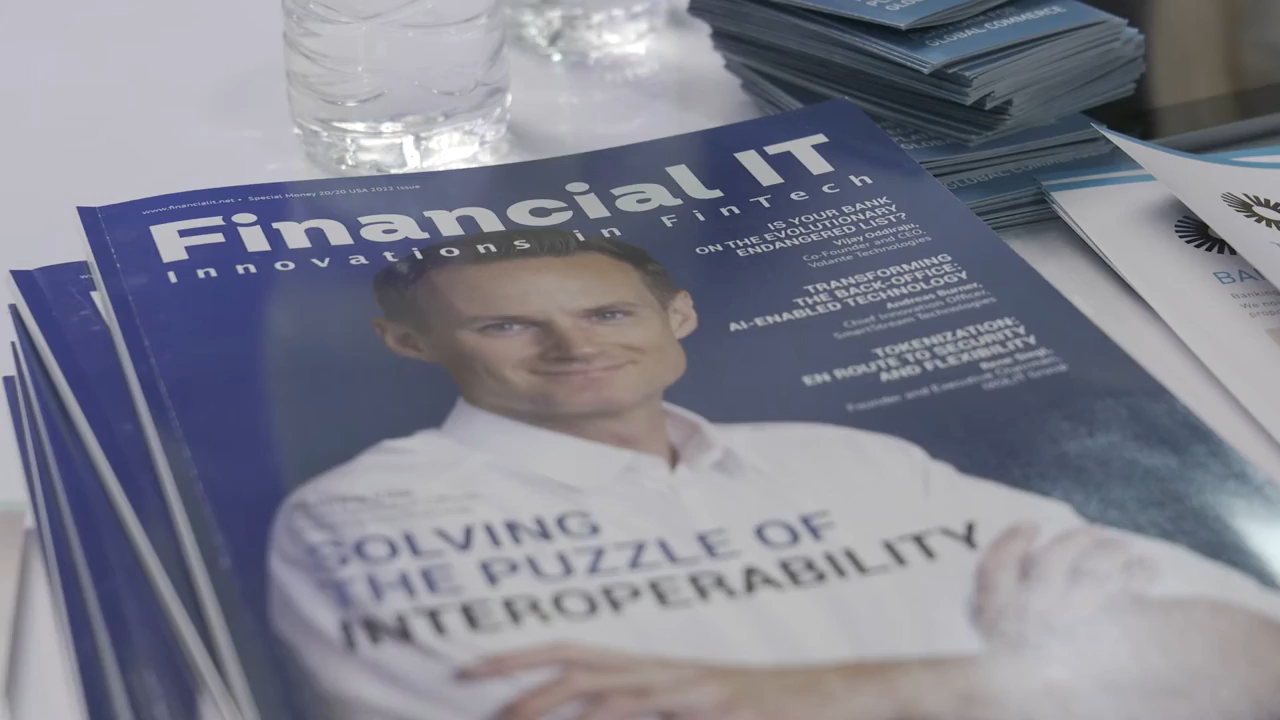 GLOBAL COMMERCE
GLOBAL COMMERCE
www.financialit.net • Special Money 20/20 USA 2022 Issue
Financial IT
Innovations in FinTech
IS YOUR BANK
ON THE EVOLUTIONARY
ENDANGERED LIST?
Vijay Oddiraju,
Co-Founder and CEO,
Volante Technologies
TRANSFORMING
THE BACK-OFFICE:
AI-ENABLED TECHNOLOGY
Andreas Burner,
Chief Innovation Officer,
SmartStream Technologies
TOKENIZATION:
EN ROUTE TO SECURITY
AND FLEXIBILITY
Founder and Executive Chairman,
SOLVING
THE PUZZLE OF
INTEROPERABILITY